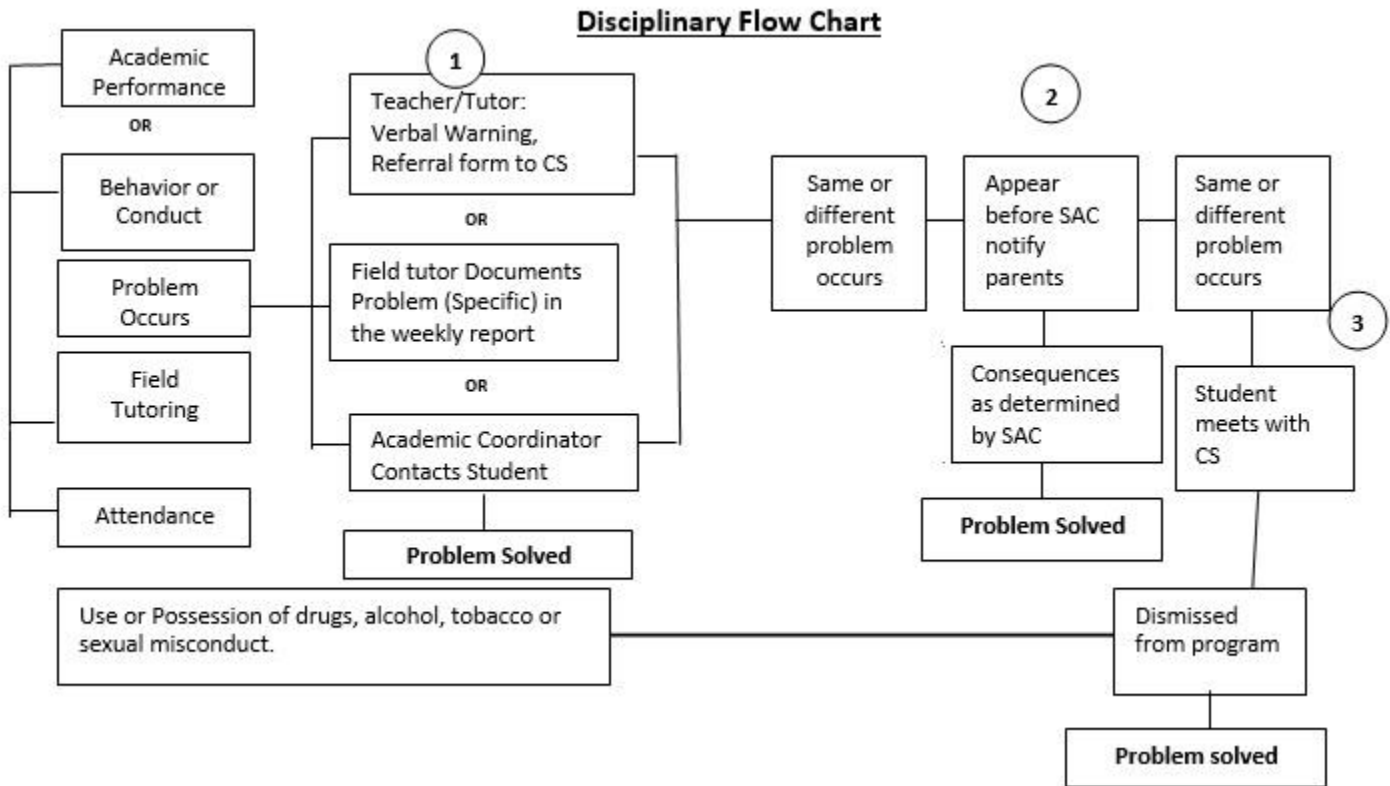 Disciplinary Flow Chart
Academic
Performance
OR
Behavior or
Conduct
Problem
Occurs
Field
Tutoring
Attendance
1
Teacher/Tutor:
Verbal Warning,
Referral form to CS
OR
Field tutor Documents
Problem (Specific) in
the weekly report
OR
Academic Coordinator
Contacts Student
Problem Solved
Same or
different
problem
occurs
2
Appear
before SAC
notify
parents
Consequences
as determined
by SAC
Problem Solved
Same or
different
problem
occurs
3
Student
meets with
CS
Use or Possession of drugs, alcohol, tobacco or
sexual misconduct.
Dismissed
from program
Problem solved